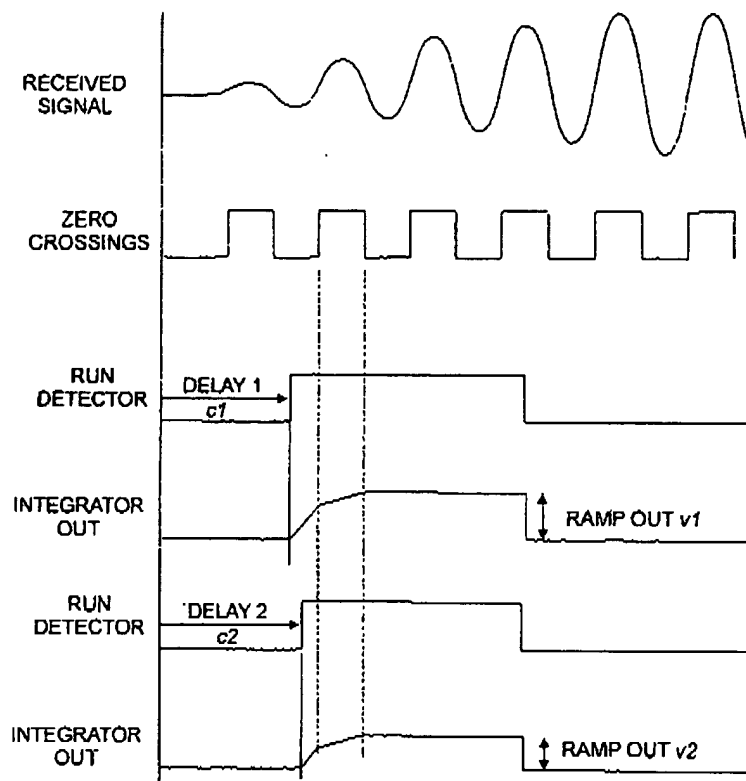 RECEIVED
SIGNAL
ZERO
CROSSINGS
RUN
DETECTOR
DELAY 1
c1
INTEGRATOR
OUT
RAMP OUT v1
RUN
DETECTOR
DELAY 2
c2
INTEGRATOR
OUT
RAMP OUT v2